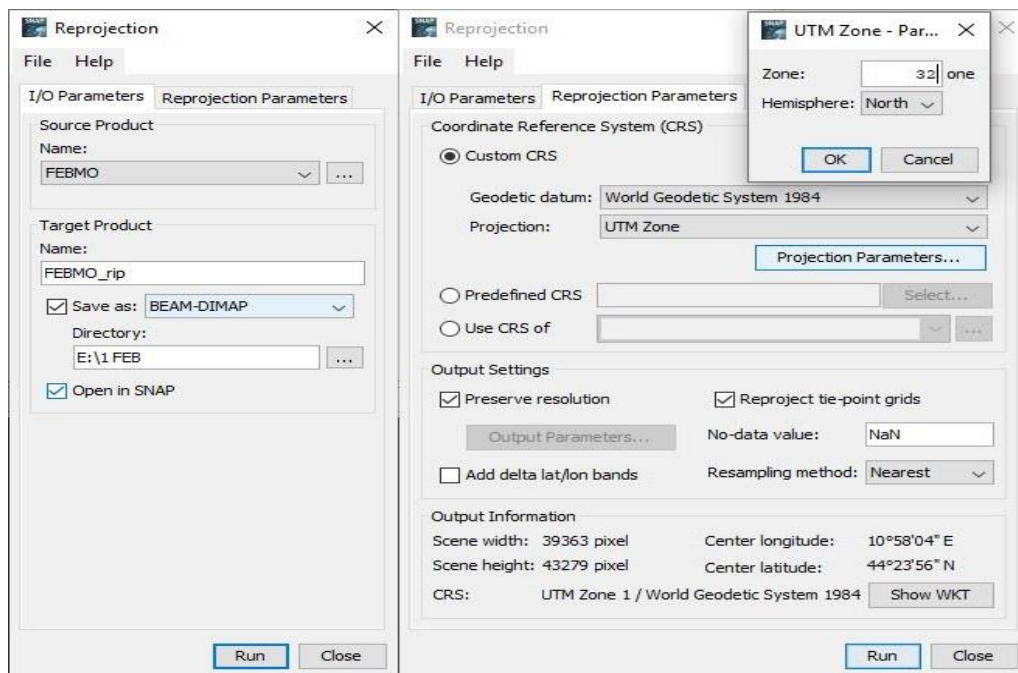 Reprojection
File Help
I/O Parameters Reprojection Parameters
Source Product
Name:
FEBMO
...
Target Product
Name:
FEBMO_rip
Save as: BEAM-DIMAP
Directory:
E:\1 FEB
...
Open in SNAP
Run Close
Reprojection
File Help
I/O Parameters Reprojection Parameters
Coordinate Reference System (CRS)
Custom CRS
Geodetic datum: World Geodetic System 1984
Projection: UTM Zone
Projection Parameters...
Predefined CRS Select...
Use CRS of ...
Output Settings
Preserve resolution Reproject tie-point grids
Output Parameters... No-data value: NaN
Add delta lat/lon bands Resampling method: Nearest
Output Information
Scene width: 39363 pixel Center longitude: 10°58'04" E
Scene height: 43279 pixel Center latitude: 44°23'56" N
CRS: UTM Zone 1 / World Geodetic System 1984 Show WKT
Run Close
UTM Zone - Par...
Zone: 32 one
Hemisphere: North
OK Cancel